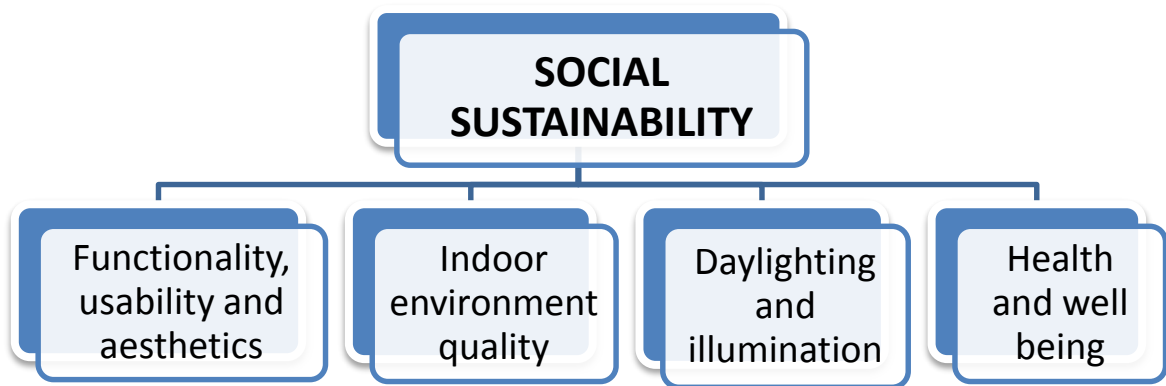 SOCIAL
SUSTAINABILITY
Functionality,
usability and
aesthetics
Indoor
environment
quality
Daylighting
and
illumination
Health
and well
being